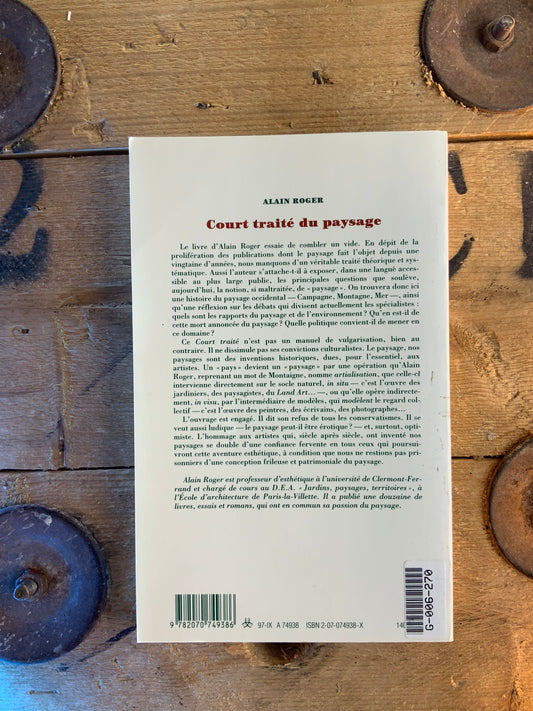 ALAIN ROGER
Court traité du paysage
Le livre d'Alain Roger essaie de combler un vide. En dépit de la
prolifération des publications dont le paysage fait l'objet depuis une
vingtaine d'années, nous manquons d'un véritable traité théorique et sys-
tématique. Aussi l'auteur s'attache-t-il à exposer, dans une langue acces-
sible au plus large public, les principales questions que soulève,
aujourd'hui, la notion, si maltraitée, de « paysage ». On trouvera donc ici
une histoire du paysage occidental — Campagne, Montagne, Mer —, ainsi
qu'une réflexion sur les débats qui divisent actuellement les spécialistes :
quels sont les rapports du paysage et de l'environnement ? Qu'en est-il de
cette mort annoncée du paysage ? Quelle politique convient-il de mener en
ce domaine ?
Ce Court traité n'est pas un manuel de vulgarisation, bien au
contraire. Il ne dissimule pas ses convictions culturalistes. Le paysage, nos
paysages sont des inventions historiques, dues, pour l'essentiel, aux
artistes. Un « pays » devient un « paysage » par une opération qu'Alain
Roger, reprenant un mot de Montaigne, nomme artialisation, que celle-ci
intervienne directement sur le socle naturel, in situ — c'est l'œuvre des
jardiniers, des paysagistes, du Land Art... —, ou qu'elle opère indirecte-
ment, in visu, par l'intermédiaire de modèles, qui modèlent le regard col-
lectif — c'est l'œuvre des peintres, des écrivains, des photographes...
L'ouvrage est engagé. Il dit son refus de tous les conservatismes. Il se
veut aussi ludique — le paysage peut-il être érotique ? — et, surtout, opti-
miste. L'hommage aux artistes qui, siècle après siècle, ont inventé nos
paysages se double d'une confiance fervente en tous ceux qui poursui-
vront cette aventure esthétique, à condition que nous ne restions pas pri-
sonniers d'une conception frileuse et patrimoniale du paysage.
Alain Roger est professeur d'esthétique à l'université de Clermont-Fer-
rand et chargé de cours au D.E.A. « Jardins, paysages, territoires », à
l'École d'architecture de Paris-la-Villette. Il a publié une douzaine de
livres, essais et romans, qui ont en commun sa passion du paysage.
9 782070 749386
97-IX A 74938 ISBN 2-07-074938-X
140
G-006-270